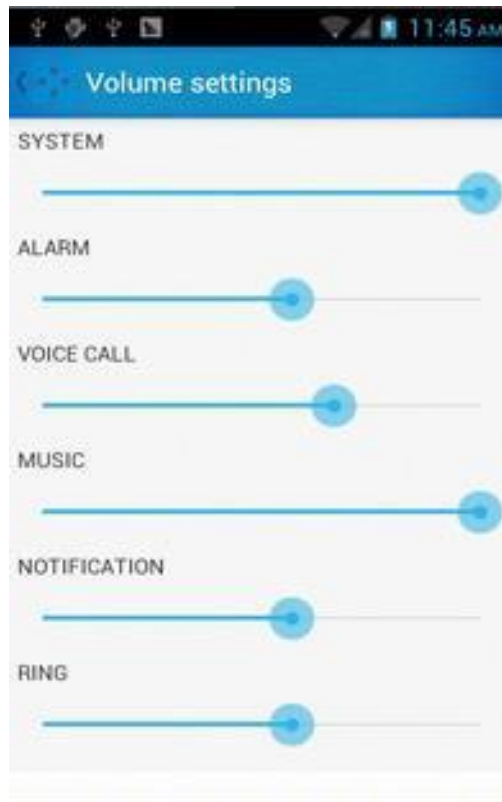 11:45 AM
Volume settings
SYSTEM
ALARM
VOICE CALL
MUSIC
NOTIFICATION
RING